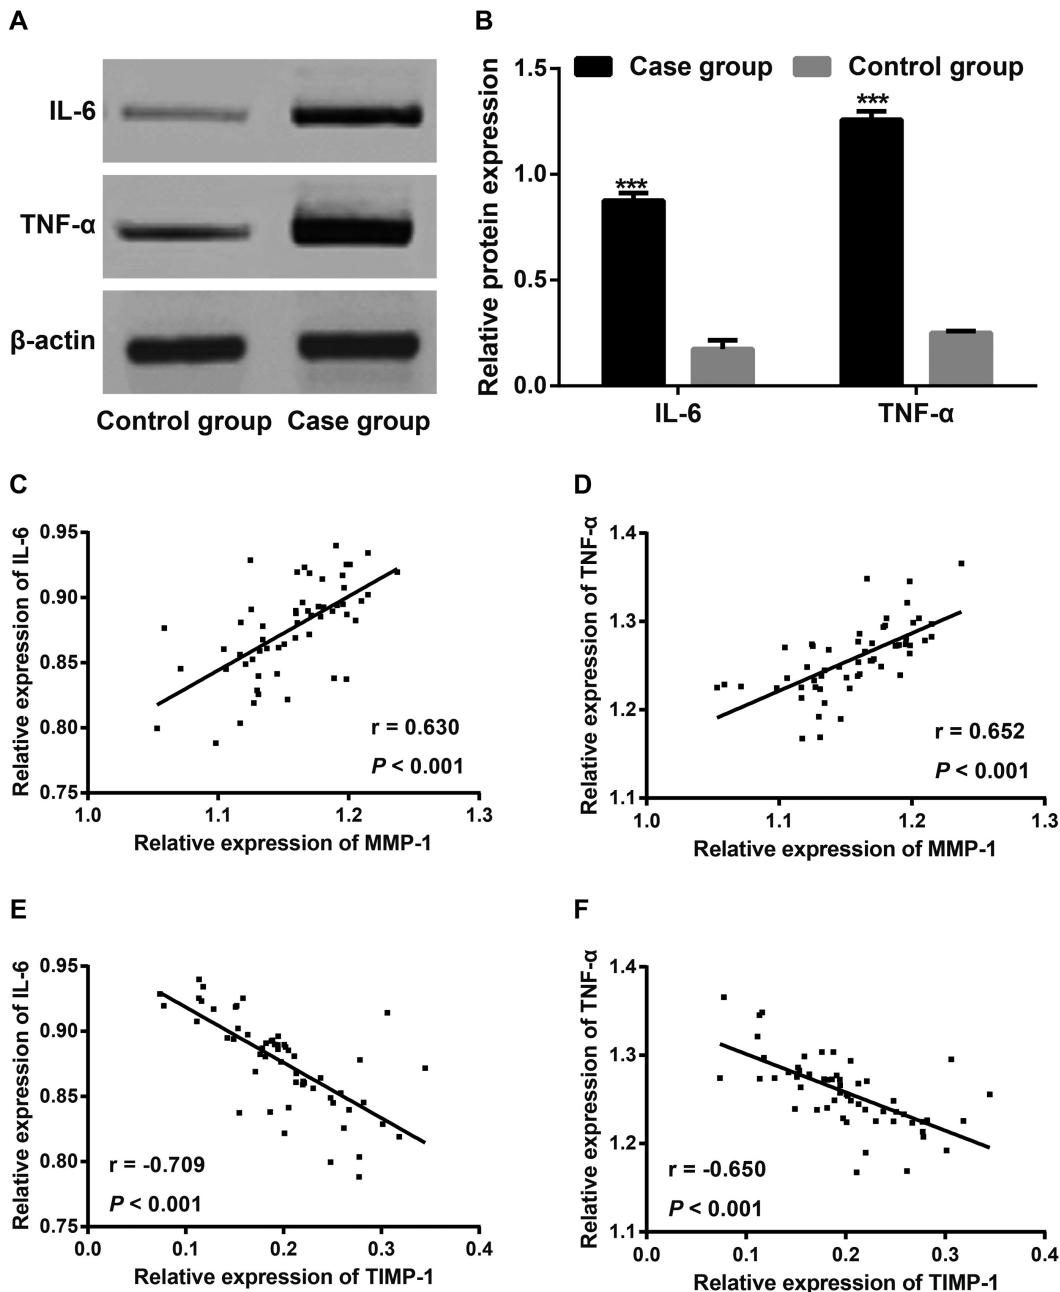 A
IL-6
TNF-α
β-actin
Control group Case group
B
Relative protein expression
1.5
1.0
0.5
0.0
Case group Control group
***
***
IL-6 TNF-α
C
Relative expression of IL-6
0.95
0.90
0.85
0.80
0.75
r = 0.630
P < 0.001
1.0 1.1 1.2 1.3
Relative expression of MMP-1
D
Relative expression of TNF-α
1.4
1.3
1.2
1.1
r = 0.652
P < 0.001
1.0 1.1 1.2 1.3
Relative expression of MMP-1
E
Relative expression of IL-6
0.95
0.90
0.85
0.80
0.75
r = -0.709
P < 0.001
0.0 0.1 0.2 0.3 0.4
Relative expression of TIMP-1
F
Relative expression of TNF-α
1.4
1.3
1.2
1.1
r = -0.650
P < 0.001
0.0 0.1 0.2 0.3 0.4
Relative expression of TIMP-1